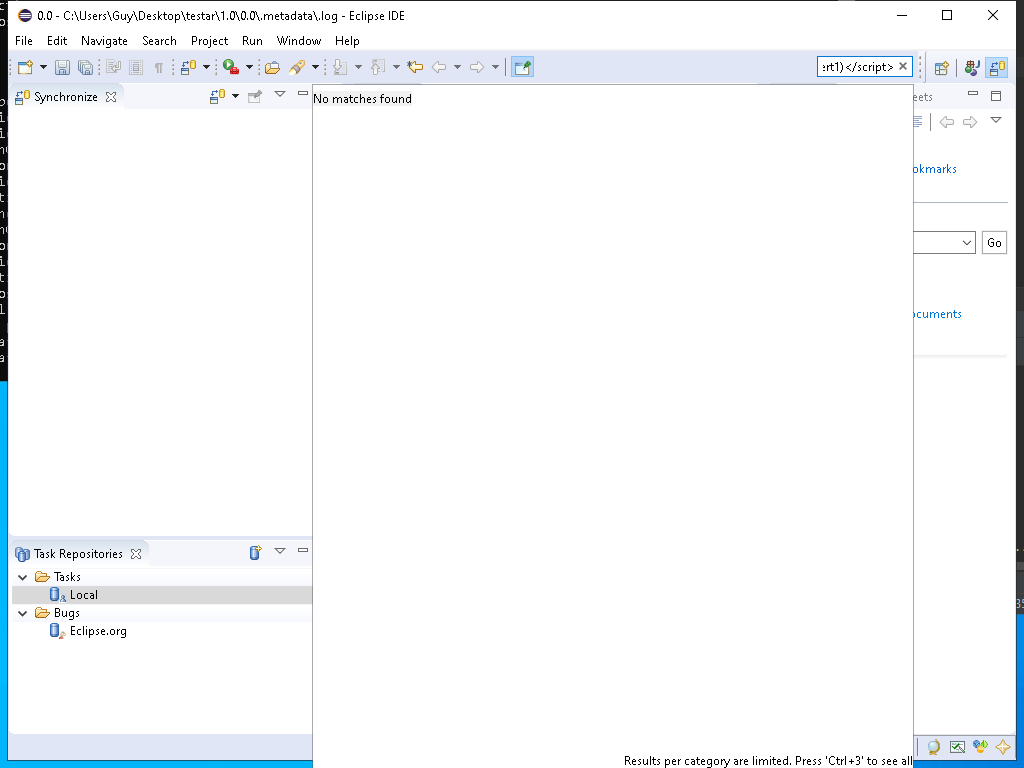 0.0 - C:\Users\Guy\Desktop\testar\1.0\0.0\.metadata\.log - Eclipse IDE
File Edit Navigate Search Project Run Window Help
:rt1)</script>
Synchronize
No matches found
eets
okmarks
Go
ocuments
Task Repositories
Tasks
Local
Bugs
Eclipse.org
Results per category are limited. Press 'Ctrl+3' to see all